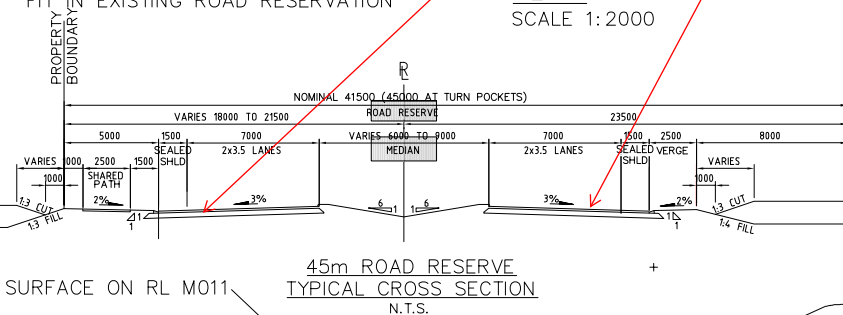 FIT IN EXISTING ROAD RESERVATION
SCALE 1:2000
PROPERTY
BOUNDARY
NOMINAL 41500 (45000 AT TURN POCKETS)
ROAD RESERVE
VARIES 18000 TO 21500
23500
5000
1500
7000
VARIES 6000 TO 9000
7000
1500
2500
8000
SEALED
SHLD
2x3.5 LANES
MEDIAN
2x3.5 LANES
SEALED
SHLD
VERGE
VARIES
1000
2500
1500
VARIES
SHARED
PATH
1000
1000
2%
3%
6
1
1
6
3%
2%
1:3 CUT
1:3 FILL
1
1
1
1
1:3 CUT
1:4 FILL
45m ROAD RESERVE
TYPICAL CROSS SECTION
N.T.S.
SURFACE ON RL M011